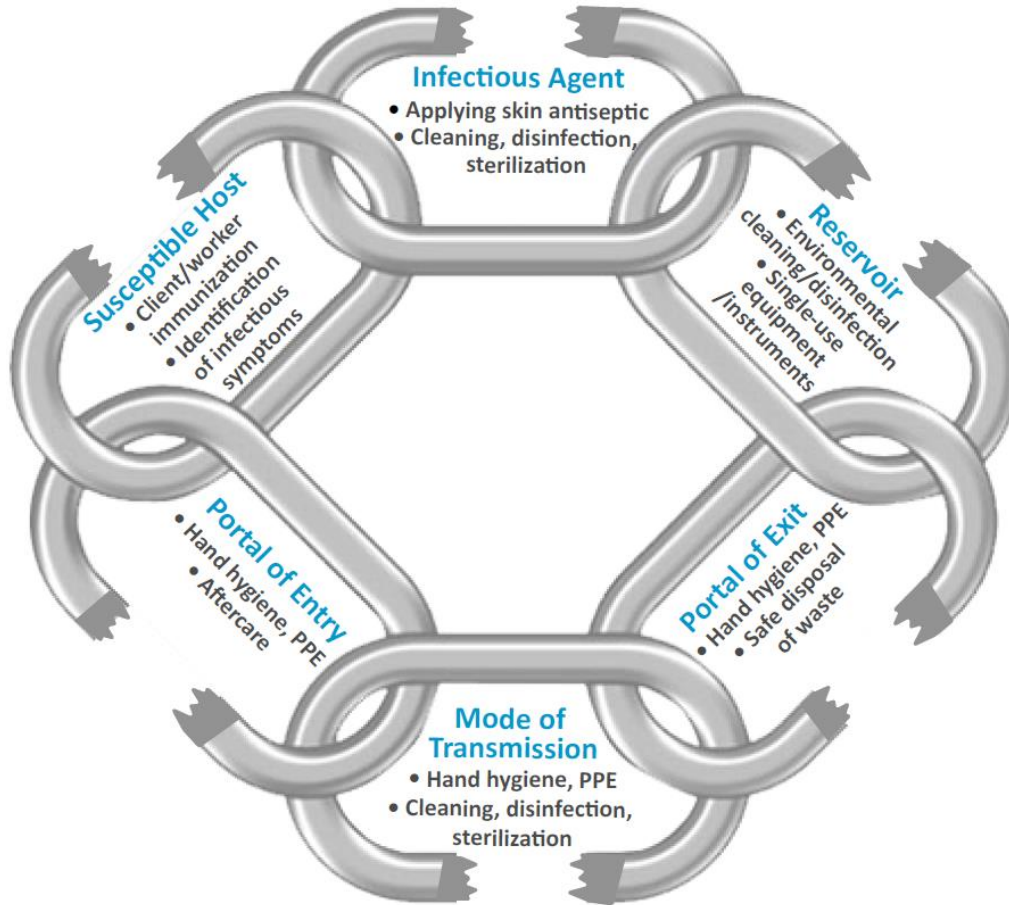 Infectious Agent
• Applying skin antiseptic
• Cleaning, disinfection,
sterilization
Reservoir
• Environmental
cleaning/disinfection
• Single-use
equipment
/instruments
Portal of Exit
• Hand hygiene, PPE
• Safe disposal
of waste
Mode of
Transmission
• Hand hygiene, PPE
• Cleaning, disinfection,
sterilization
Portal of Entry
• Hand hygiene, PPE
• Aftercare
Susceptible Host
• Client/worker
immunization
• Identification
of infectious
symptoms